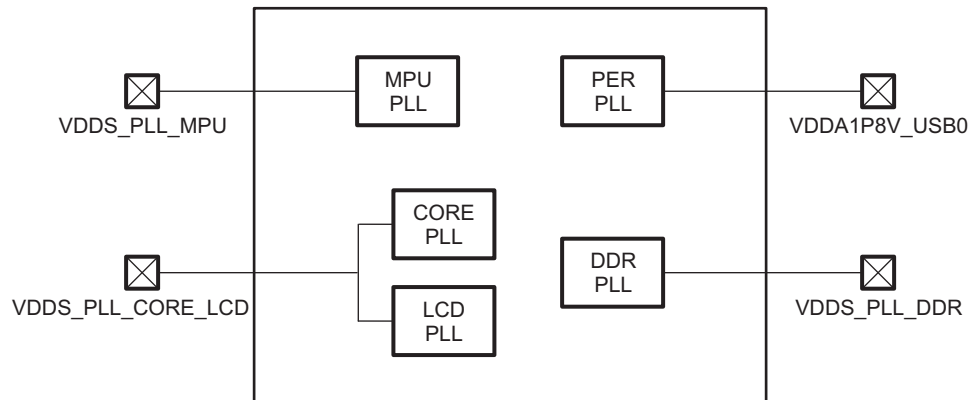 MPU
PLL
PER
PLL
VDDS_PLL_MPU
VDDA1P8V_USB0
CORE
PLL
DDR
PLL
LCD
PLL
VDDS_PLL_CORE_LCD
VDDS_PLL_DDR